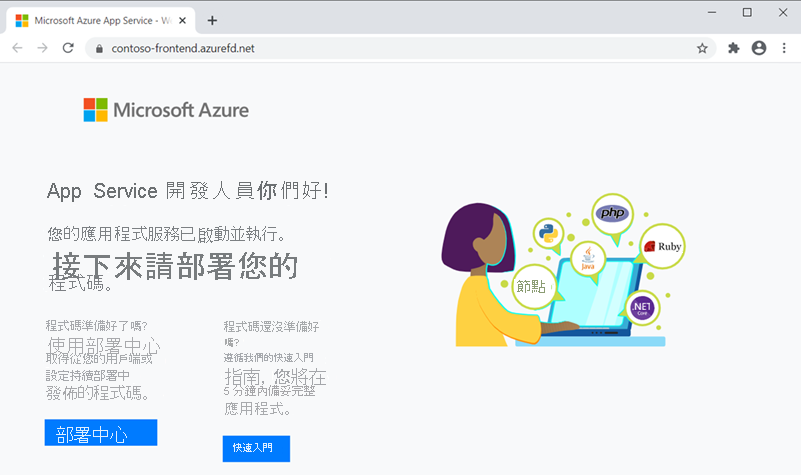 Microsoft Azure App Service - We
contoso-frontend.azurefd.net
Microsoft Azure
App Service 開發人員你們好!
您的應用程式服務已啟動並執行。
接下來請部署您的
程式碼。
程式碼準備好了嗎?
使用部署中心
取得從您的用戶端或
設定持續部署中
發佈的程式碼。
部署中心
程式碼還沒準備好
嗎?
遵循我們的快速入門
指南，您將在
5 分鐘內備妥完整
應用程式。
快速入門
php
Ruby
Java
節點
.NET
Core